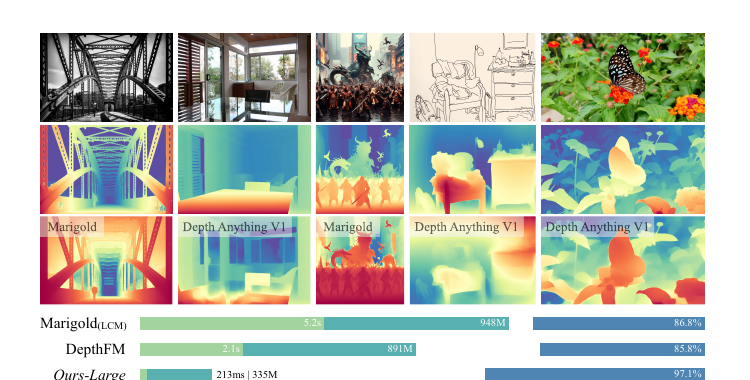 Marigold
Depth Anything V1
Marigold
Depth Anything V1
Depth Anything V1
Marigold(LCM) 5.2s 948M 86.8%
DepthFM 2.1s 891M 85.8%
Ours-Large 213ms | 335M 97.1%